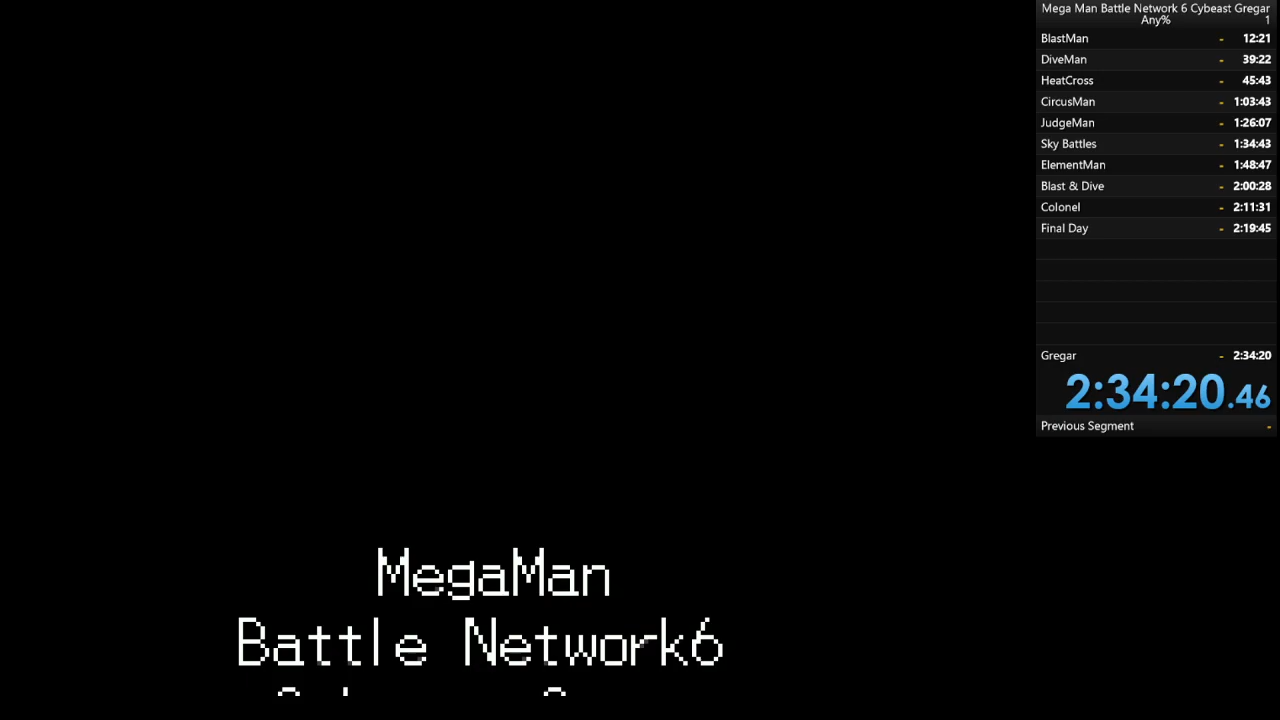 Mega Man Battle Network 6 Cybeast Gregar
Any% 1
BlastMan - 12:21
DiveMan - 39:22
HeatCross - 45:43
CircusMan - 1:03:43
JudgeMan - 1:26:07
Sky Battles - 1:34:43
ElementMan - 1:48:47
Blast & Dive - 2:00:28
Colonel - 2:11:31
Final Day - 2:19:45
Gregar - 2:34:20
2:34:20.46
Previous Segment -
MegaMan
Battle Network6